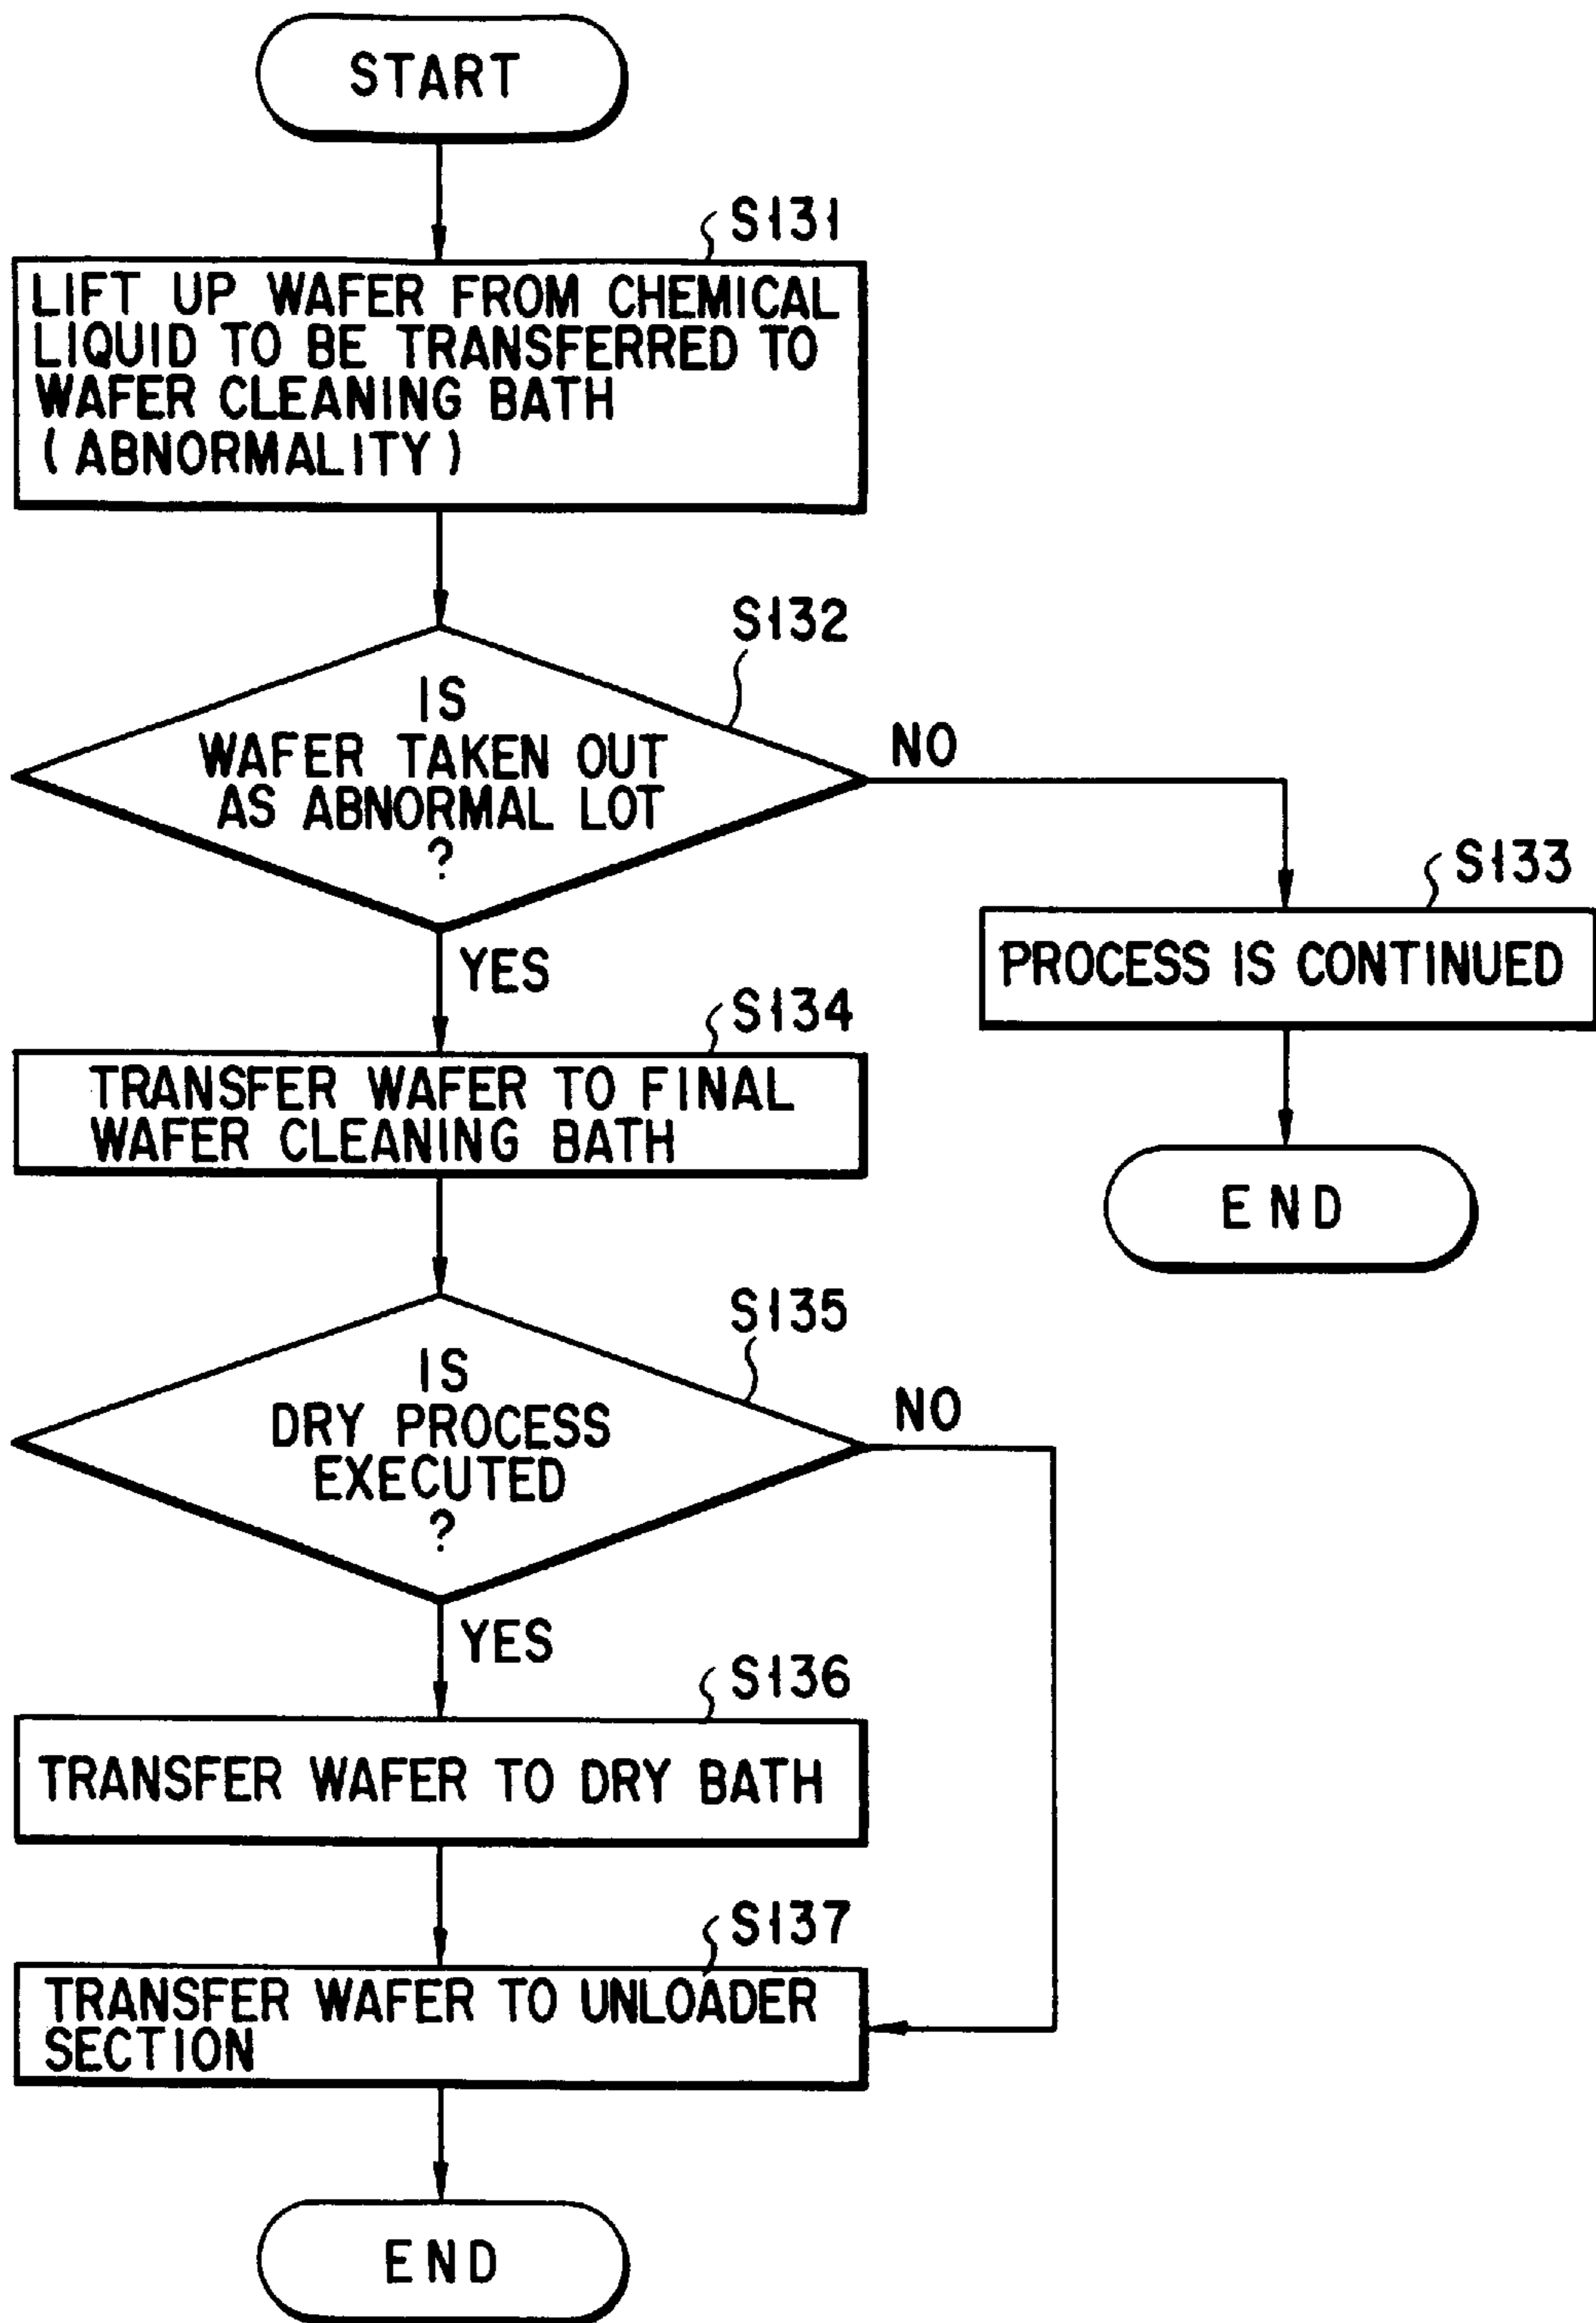 START
S131
LIFT UP WAFER FROM CHEMICAL
LIQUID TO BE TRANSFERRED TO
WAFER CLEANING BATH
(ABNORMALITY)
S132
IS
WAFER TAKEN OUT
AS ABNORMAL LOT
?
NO
YES
S133
PROCESS IS CONTINUED
END
S134
TRANSFER WAFER TO FINAL
WAFER CLEANING BATH
S135
IS
DRY PROCESS
EXECUTED
?
NO
YES
S136
TRANSFER WAFER TO DRY BATH
S137
TRANSFER WAFER TO UNLOADER
SECTION
END